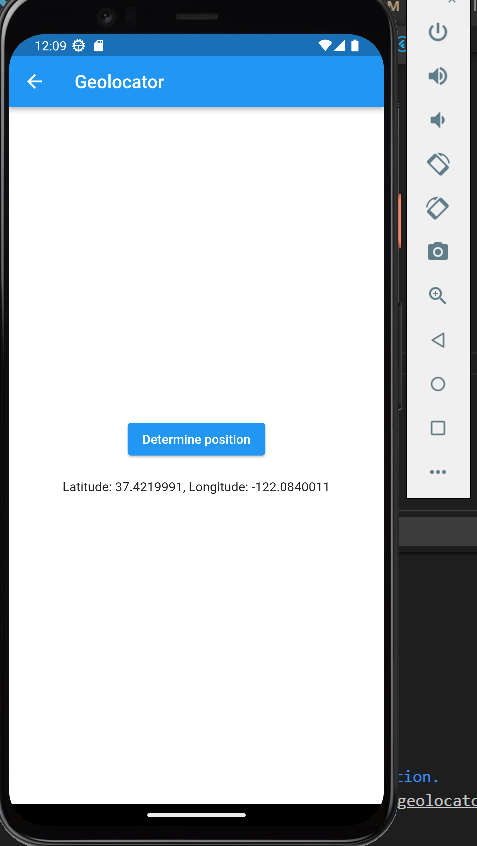 M
12:09
Geolocator
Determine position
Latitude: 37.4219991, Longitude: -122.0840011
tion.
geolocato